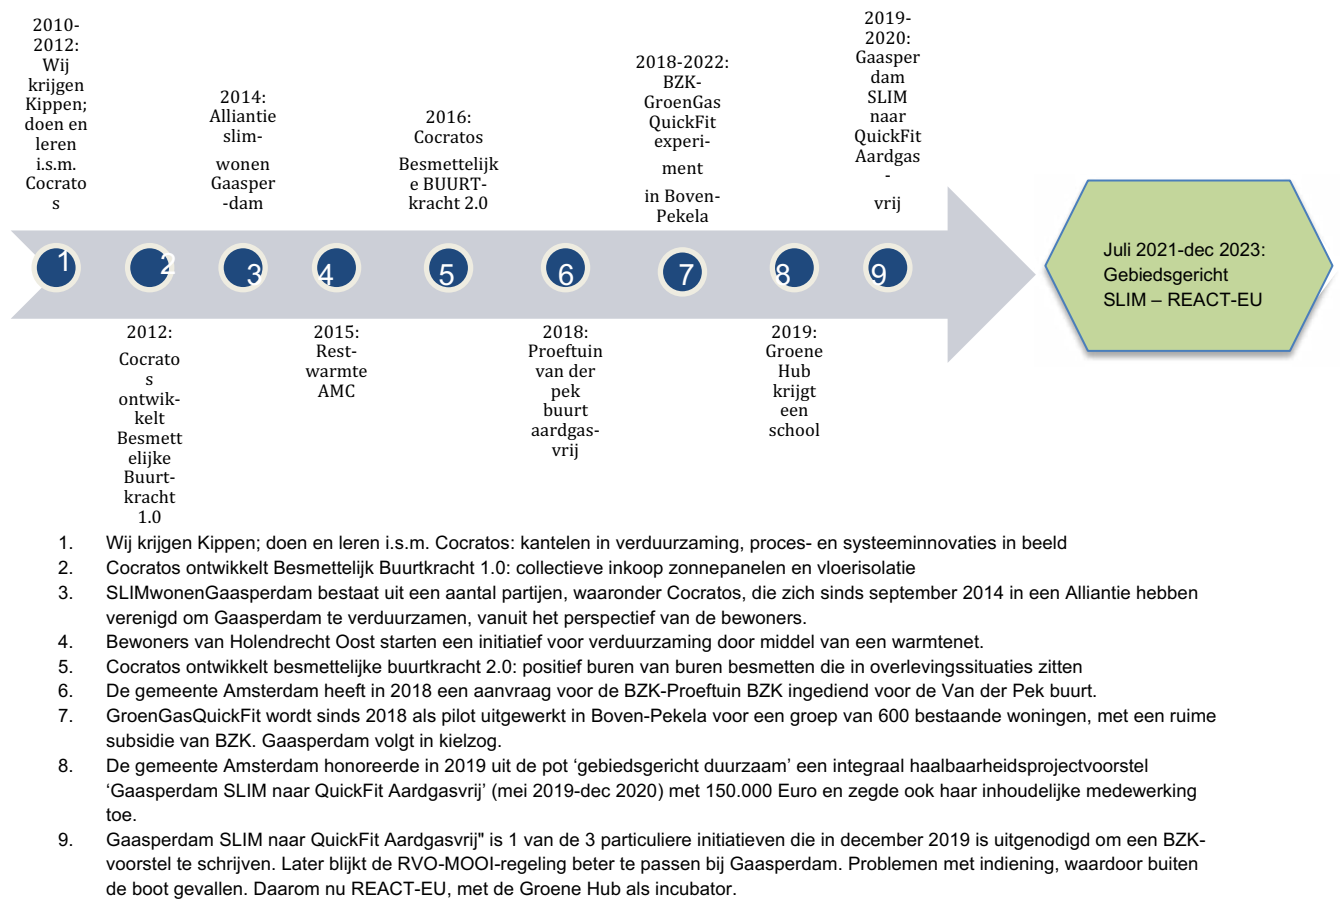 2010-
2012:
Wij
krijgen
Kippen;
doen en
leren
i.s.m.
Cocrato
s
2014:
Alliantie
slim-
wonen
Gaasper
-dam
2016:
Cocratos
Besmettelijk
e BUURT-
kracht 2.0
2018-2022:
BZK-
GroenGas
QuickFit
experi-
ment
in Boven-
Pekela
2019-
2020:
Gaasper
dam
SLIM
naar
QuickFit
Aardgas
-
vrij
1 2 3 4 5 6 7 8 9
Juli 2021-dec 2023:
Gebiedsgericht
SLIM – REACT-EU
2012:
Cocrato
s
ontwik-
kelt
Besmett
elijke
Buurt-
kracht
1.0
2015:
Rest-
warmte
AMC
2018:
Proeftuin
van der
pek
buurt
aardgas-
vrij
2019:
Groene
Hub
krijgt
een
school
1. Wij krijgen Kippen; doen en leren i.s.m. Cocratos: kantelen in verduurzaming, proces- en systeeminnovaties in beeld
2. Cocratos ontwikkelt Besmettelijk Buurtkracht 1.0: collectieve inkoop zonnepanelen en vloerisolatie
3. SLIMwonenGaasperdam bestaat uit een aantal partijen, waaronder Cocratos, die zich sinds september 2014 in een Alliantie hebben
verenigd om Gaasperdam te verduurzamen, vanuit het perspectief van de bewoners.
4. Bewoners van Holendrecht Oost starten een initiatief voor verduurzaming door middel van een warmtenet.
5. Cocratos ontwikkelt besmettelijke buurtkracht 2.0: positief buren van buren besmetten die in overlevingssituaties zitten
6. De gemeente Amsterdam heeft in 2018 een aanvraag voor de BZK-Proeftuin BZK ingediend voor de Van der Pek buurt.
7. GroenGasQuickFit wordt sinds 2018 als pilot uitgewerkt in Boven-Pekela voor een groep van 600 bestaande woningen, met een ruime
subsidie van BZK. Gaasperdam volgt in kielzog.
8. De gemeente Amsterdam honoreerde in 2019 uit de pot ‘gebiedsgericht duurzaam’ een integraal haalbaarheidsprojectvoorstel
‘Gaasperdam SLIM naar QuickFit Aardgasvrij’ (mei 2019-dec 2020) met 150.000 Euro en zegde ook haar inhoudelijke medewerking
toe.
9. Gaasperdam SLIM naar QuickFit Aardgasvrij" is 1 van de 3 particuliere initiatieven die in december 2019 is uitgenodigd om een BZK-
voorstel te schrijven. Later blijkt de RVO-MOOI-regeling beter te passen bij Gaasperdam. Problemen met indiening, waardoor buiten
de boot gevallen. Daarom nu REACT-EU, met de Groene Hub als incubator.